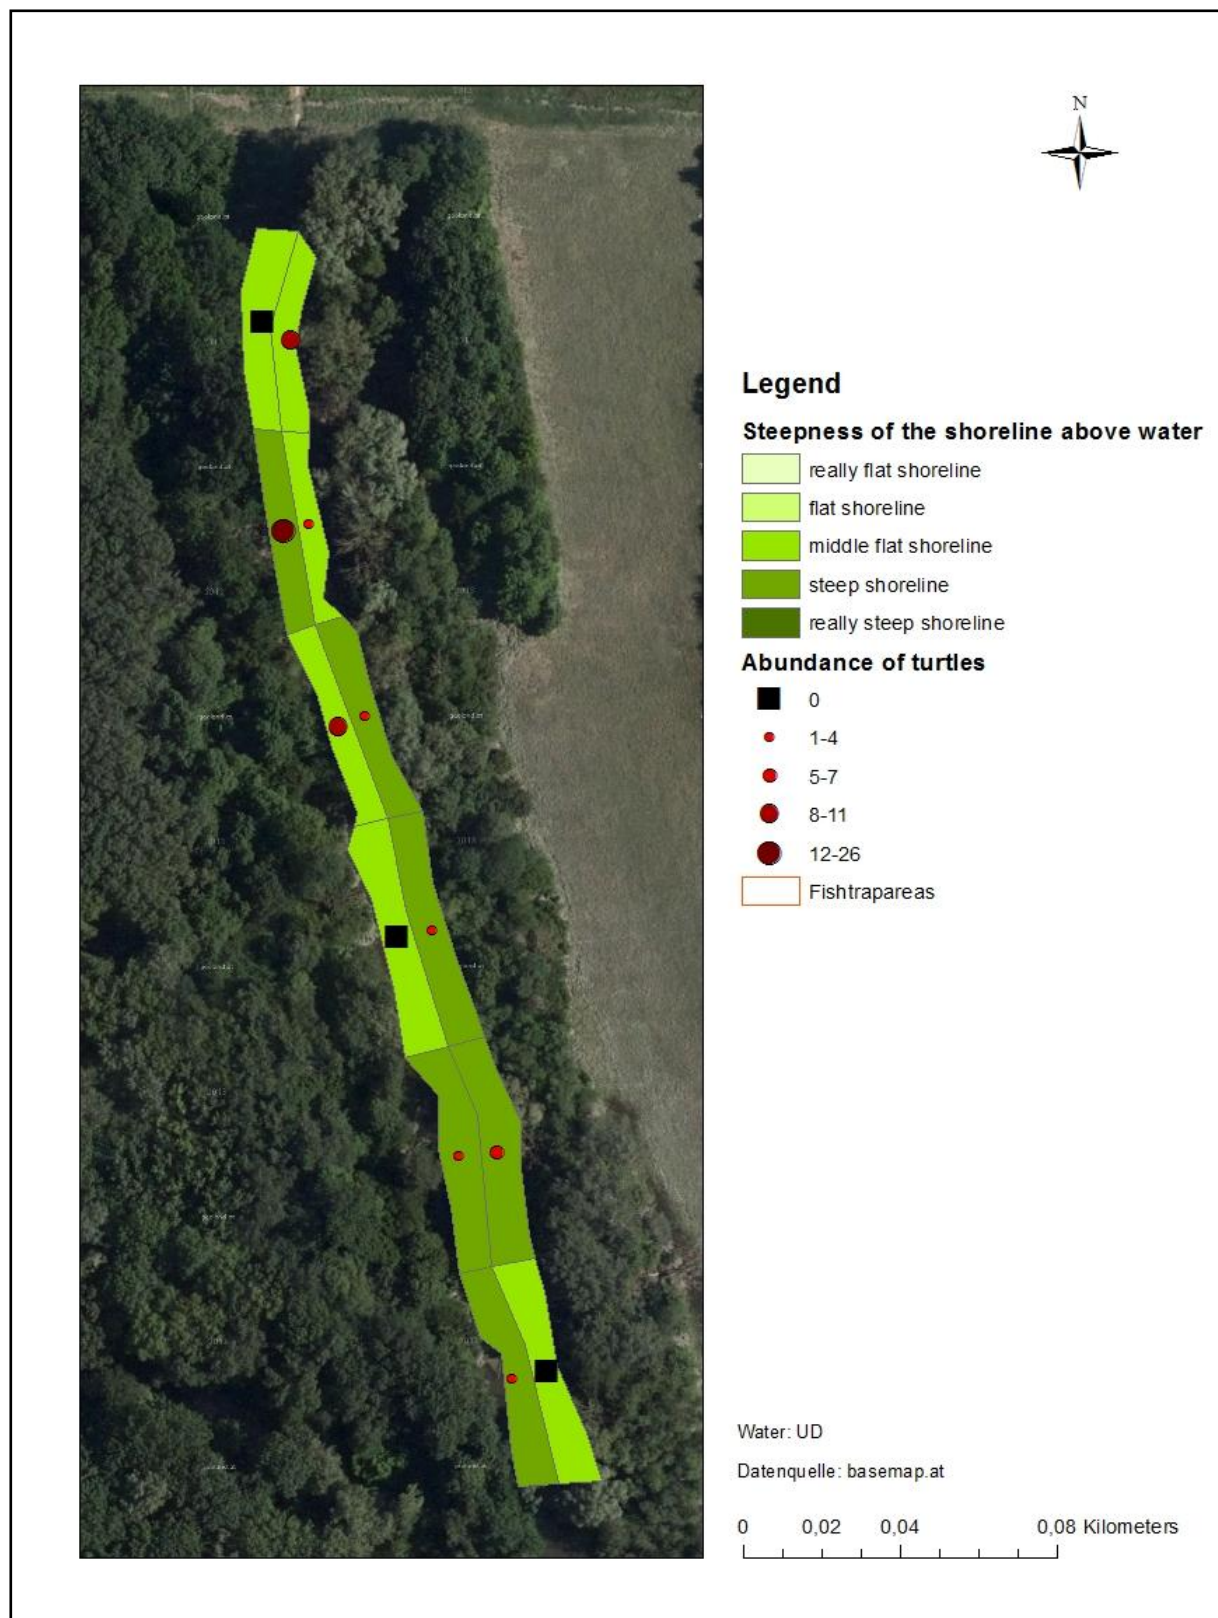 N
Legend
Steepness of the shoreline above water
really flat shoreline
flat shoreline
middle flat shoreline
steep shoreline
really steep shoreline
Abundance of turtles
0
1-4
5-7
8-11
12-26
Fishtrapareas
Water: UD
Datenquelle: basemap.at
0 0,02 0,04 0,08 Kilometers